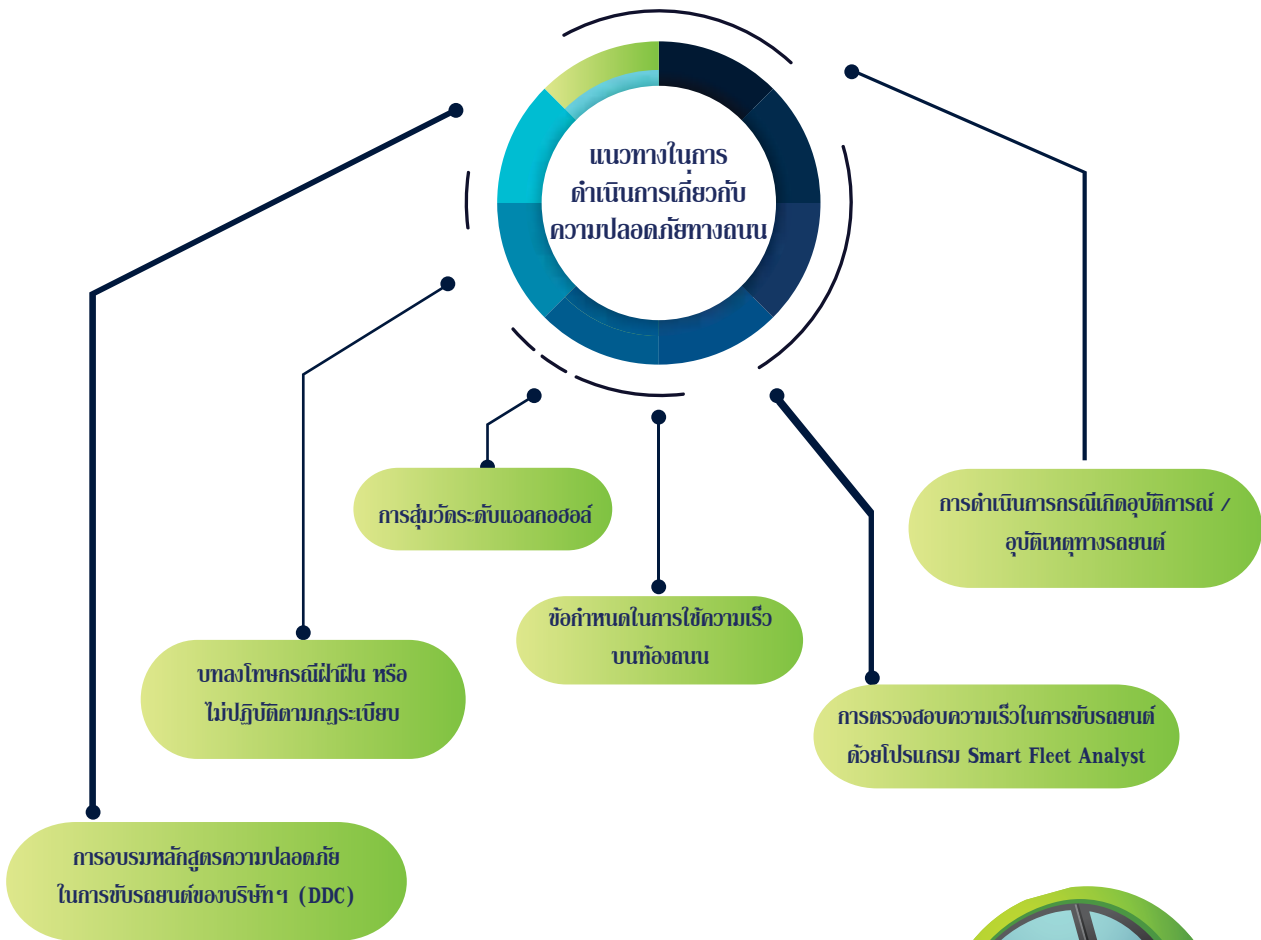 แนวทางในการ
ดำเนินการเกี่ยวกับ
ความปลอดภัยทางถนน
การสุ่มวัดระดับแอลกอฮอล์
การดำเนินการกรณีเกิดอุบัติการณ์ /
อุบัติเหตุทางรถยนต์
ข้อกำหนดในการใช้ความเร็ว
บนท้องถนน
บทลงโทษกรณีฝ่าฝืน หรือ
ไม่ปฏิบัติตามกฎระเบียบ
การตรวจสอบความเร็วในการขับรถยนต์
ด้วยโปรแกรม Smart Fleet Analyst
การอบรมหลักสูตรความปลอดภัย
ในการขับรถยนต์ของบริษัทฯ (DDC)